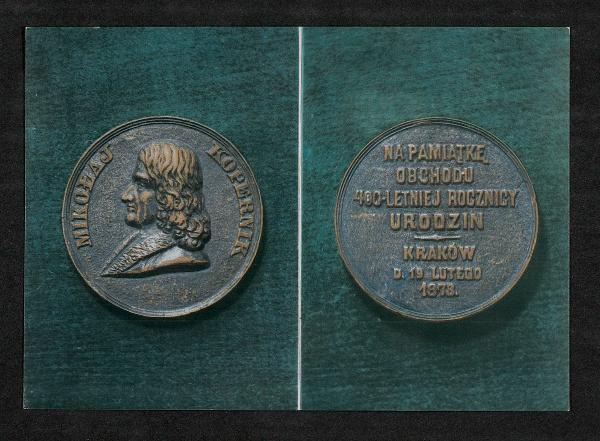 MIKOŁAJ KOPERNIK
NA PAMIĄTKĘ
OBCHODU
400-LETNIEJ ROCZNICY
URODZIN
KRAKÓW
D. 19 LUTEGO
1873.